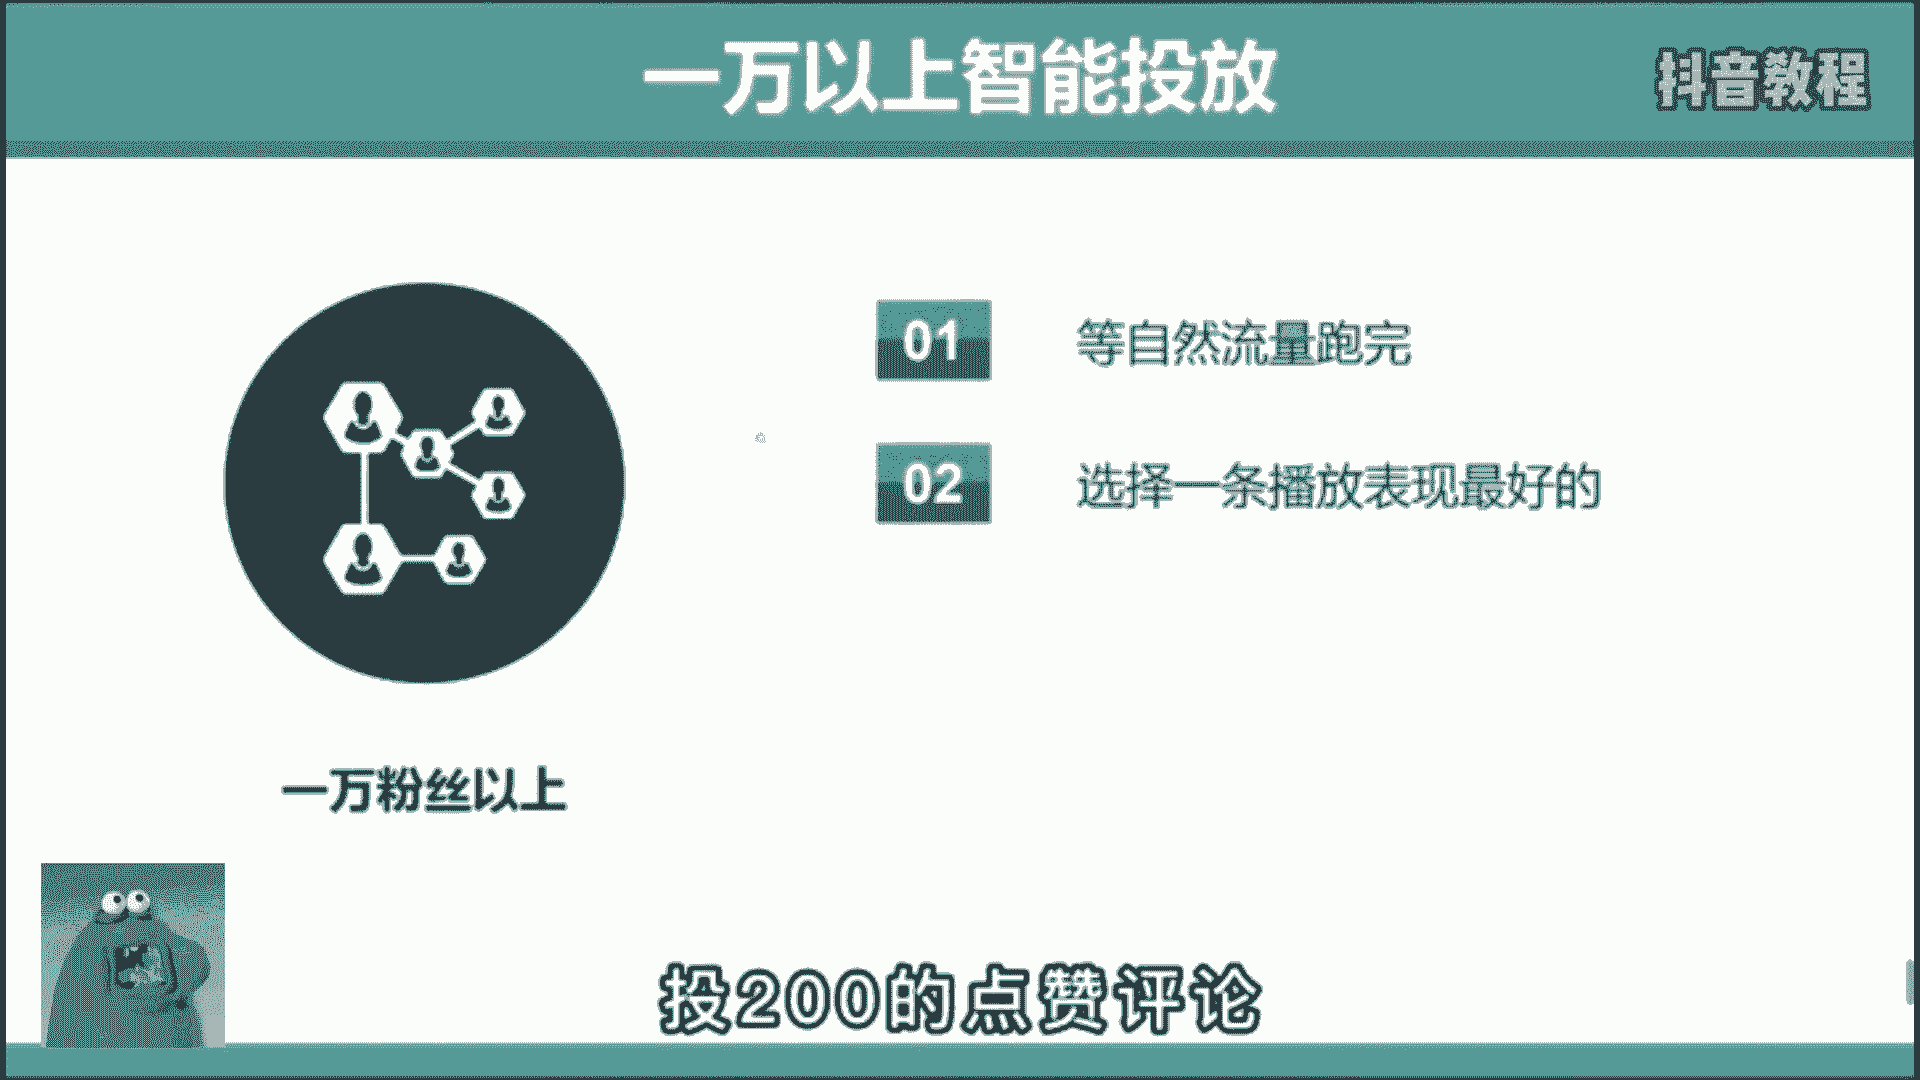 一万以上智能投放
抖音教程
01 等自然流量跑完
02 选择一条播放表现最好的
一万粉丝以上
投200的点赞评论